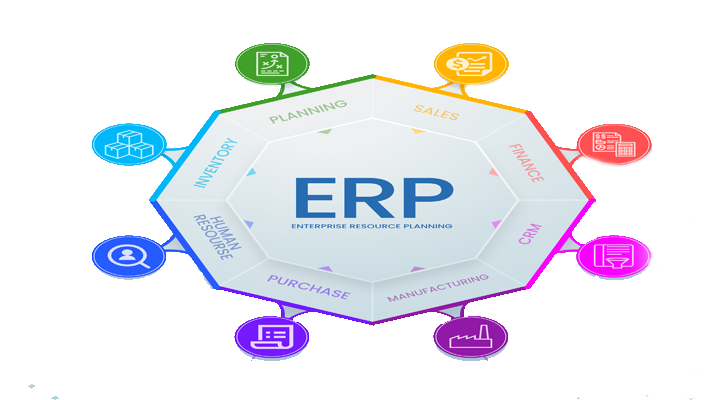 PLANNING
SALES
INVENTORY
FINANCE
ERP
ENTERPRISE RESOURCE PLANNING
HUMAN
RESOURSE
CRM
PURCHASE
MANUFACTURING
$